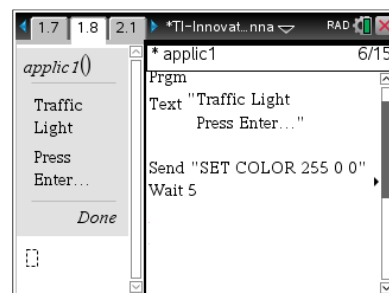 1.7 1.8 2.1 *TI-Innovat…nna RAD
applic1()
Traffic
Light
Press
Enter…
Done
* applic1 6/15
Prgm
Text "Traffic Light
Press Enter…"
Send "SET COLOR 255 0 0"
Wait 5